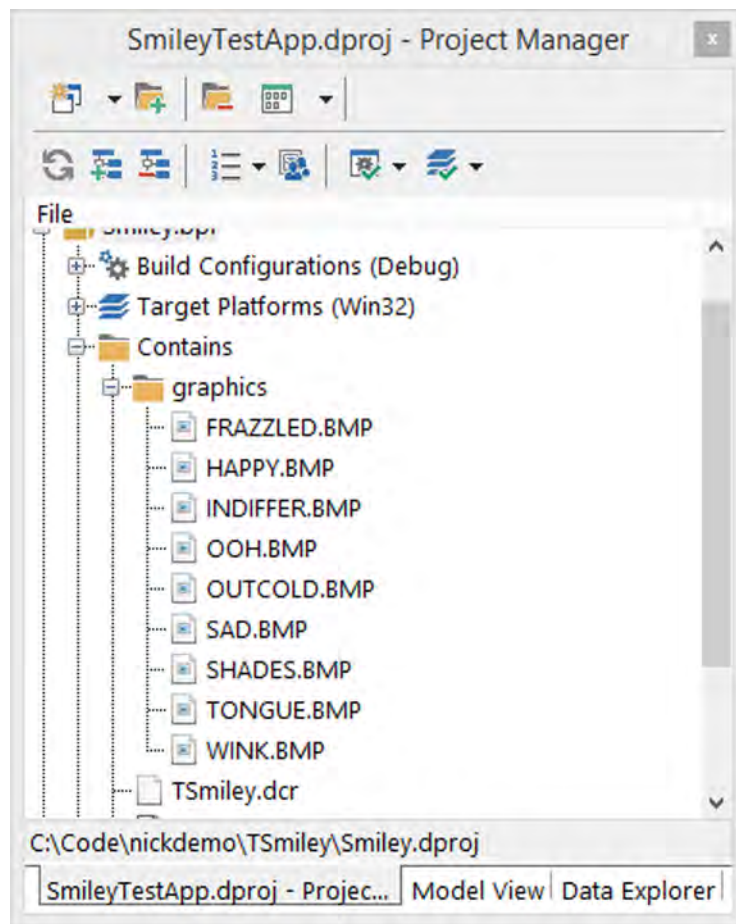 SmileyTestApp.dproj - Project Manager
File
Smiley.bpl
Build Configurations (Debug)
Target Platforms (Win32)
Contains
graphics
FRAZZLED.BMP
HAPPY.BMP
INDIFFER.BMP
OOH.BMP
OUTCOLD.BMP
SAD.BMP
SHADES.BMP
TONGUE.BMP
WINK.BMP
TSmiley.dcr
C:\Code\nickdemo\TSmiley\Smiley.dproj
SmileyTestApp.dproj - Projec... Model View Data Explorer